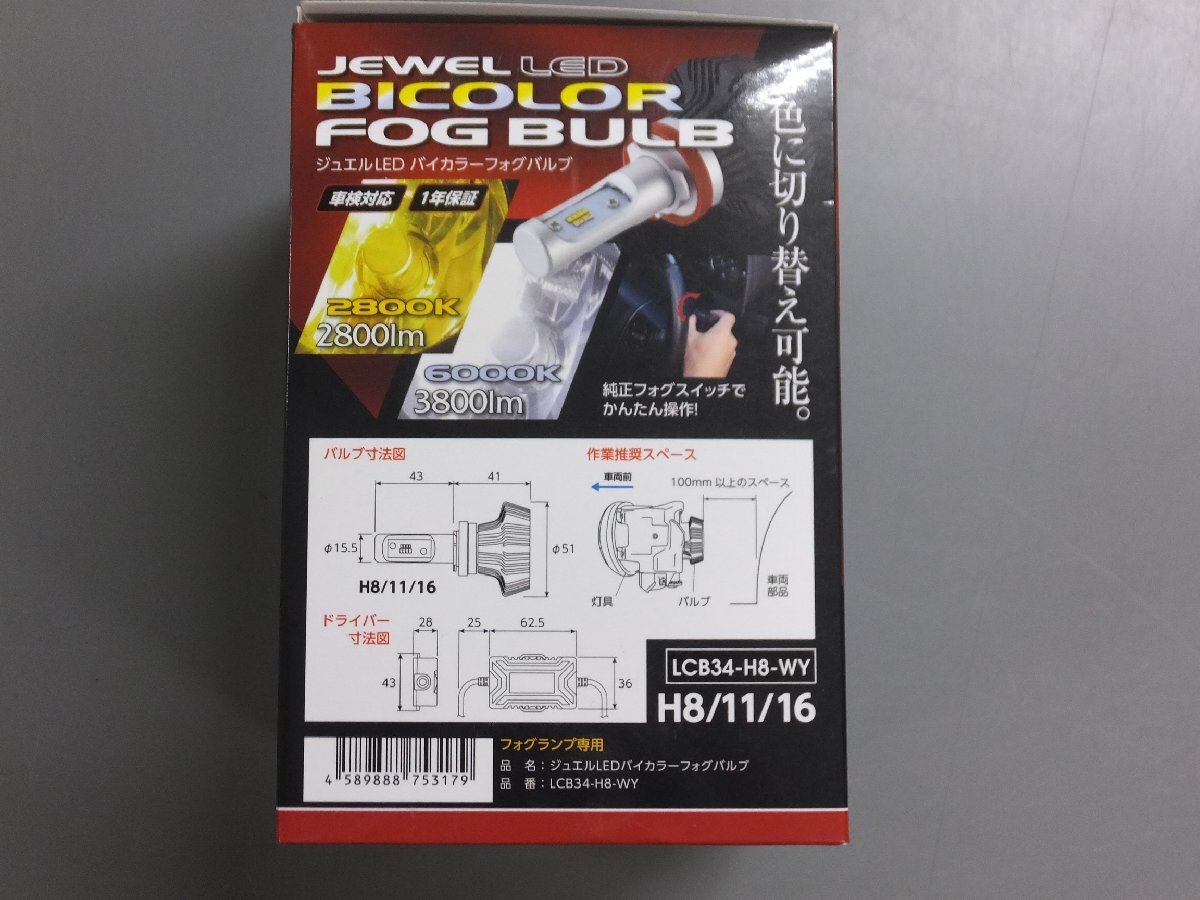 JEWEL LED
BICOLOR
FOG BULB
ジュエルLED バイカラーフォグバルブ
車検対応
1年保証
色に切り替え可能。
2800K
2800lm
6000K
3800lm
純正フォグスイッチで
かんたん操作!
バルブ寸法図
43
41
φ15.5
φ51
H8/11/16
作業推奨スペース
車両前
100mm 以上のスペース
灯具
バルブ
車両
部品
ドライバー
寸法図
28
25
62.5
43
36
LCB34-H8-WY
H8/11/16
フォグランプ専用
品 名:ジュエルLEDバイカラーフォグバルブ
品 番:LCB34-H8-WY
4 589888 753179